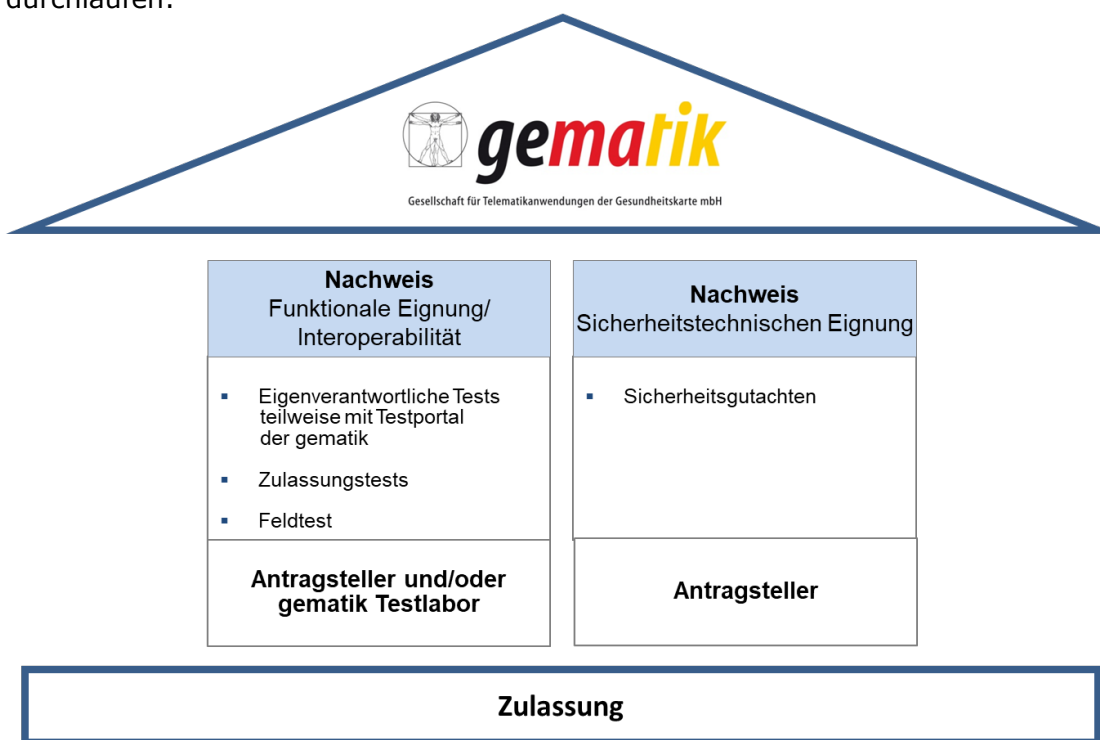 durchlaufen.
gematik
Gesellschaft für Telematikanwendungen der Gesundheitskarte mbH
Nachweis
Funktionale Eignung/
Interoperabilität
▪ Eigenverantwortliche Tests
teilweise mit Testportal
der gematik
▪ Zulassungstests
▪ Feldtest
Antragsteller und/oder
gematik Testlabor
Nachweis
Sicherheitstechnischen Eignung
▪ Sicherheitsgutachten
Antragsteller
Zulassung